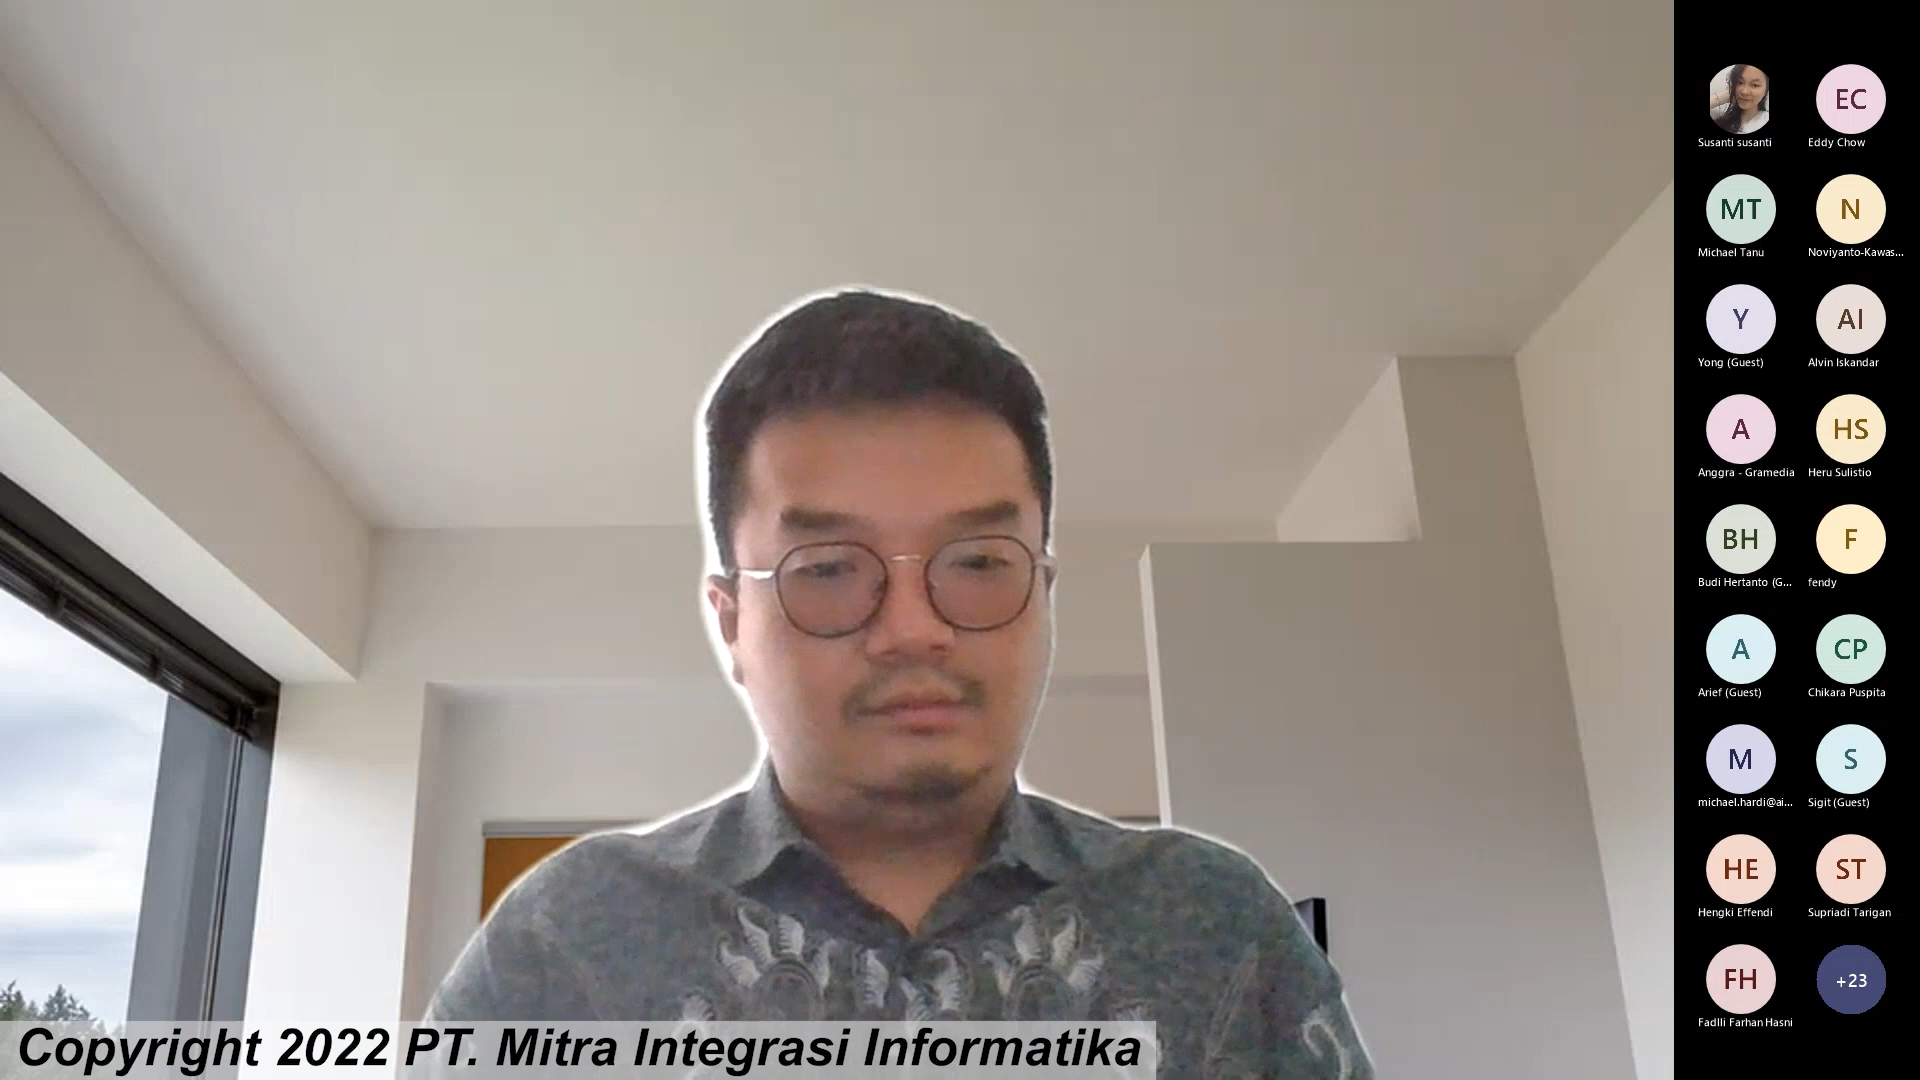 Susanti susanti
EC
Eddy Chow
MT
Michael Tanu
N
Noviyanto-Kawas...
Y
Yong (Guest)
AI
Alvin Iskandar
A
Anggra - Gramedia
HS
Heru Sulistio
BH
Budi Hertanto (G...
F
fendy
A
Arief (Guest)
CP
Chikara Puspita
M
michael.hardi@ai...
S
Sigit (Guest)
HE
Hengki Effendi
ST
Supriadi Tarigan
FH
Fadlli Farhan Hasni
+23
Copyright 2022 PT. Mitra Integrasi Informatika